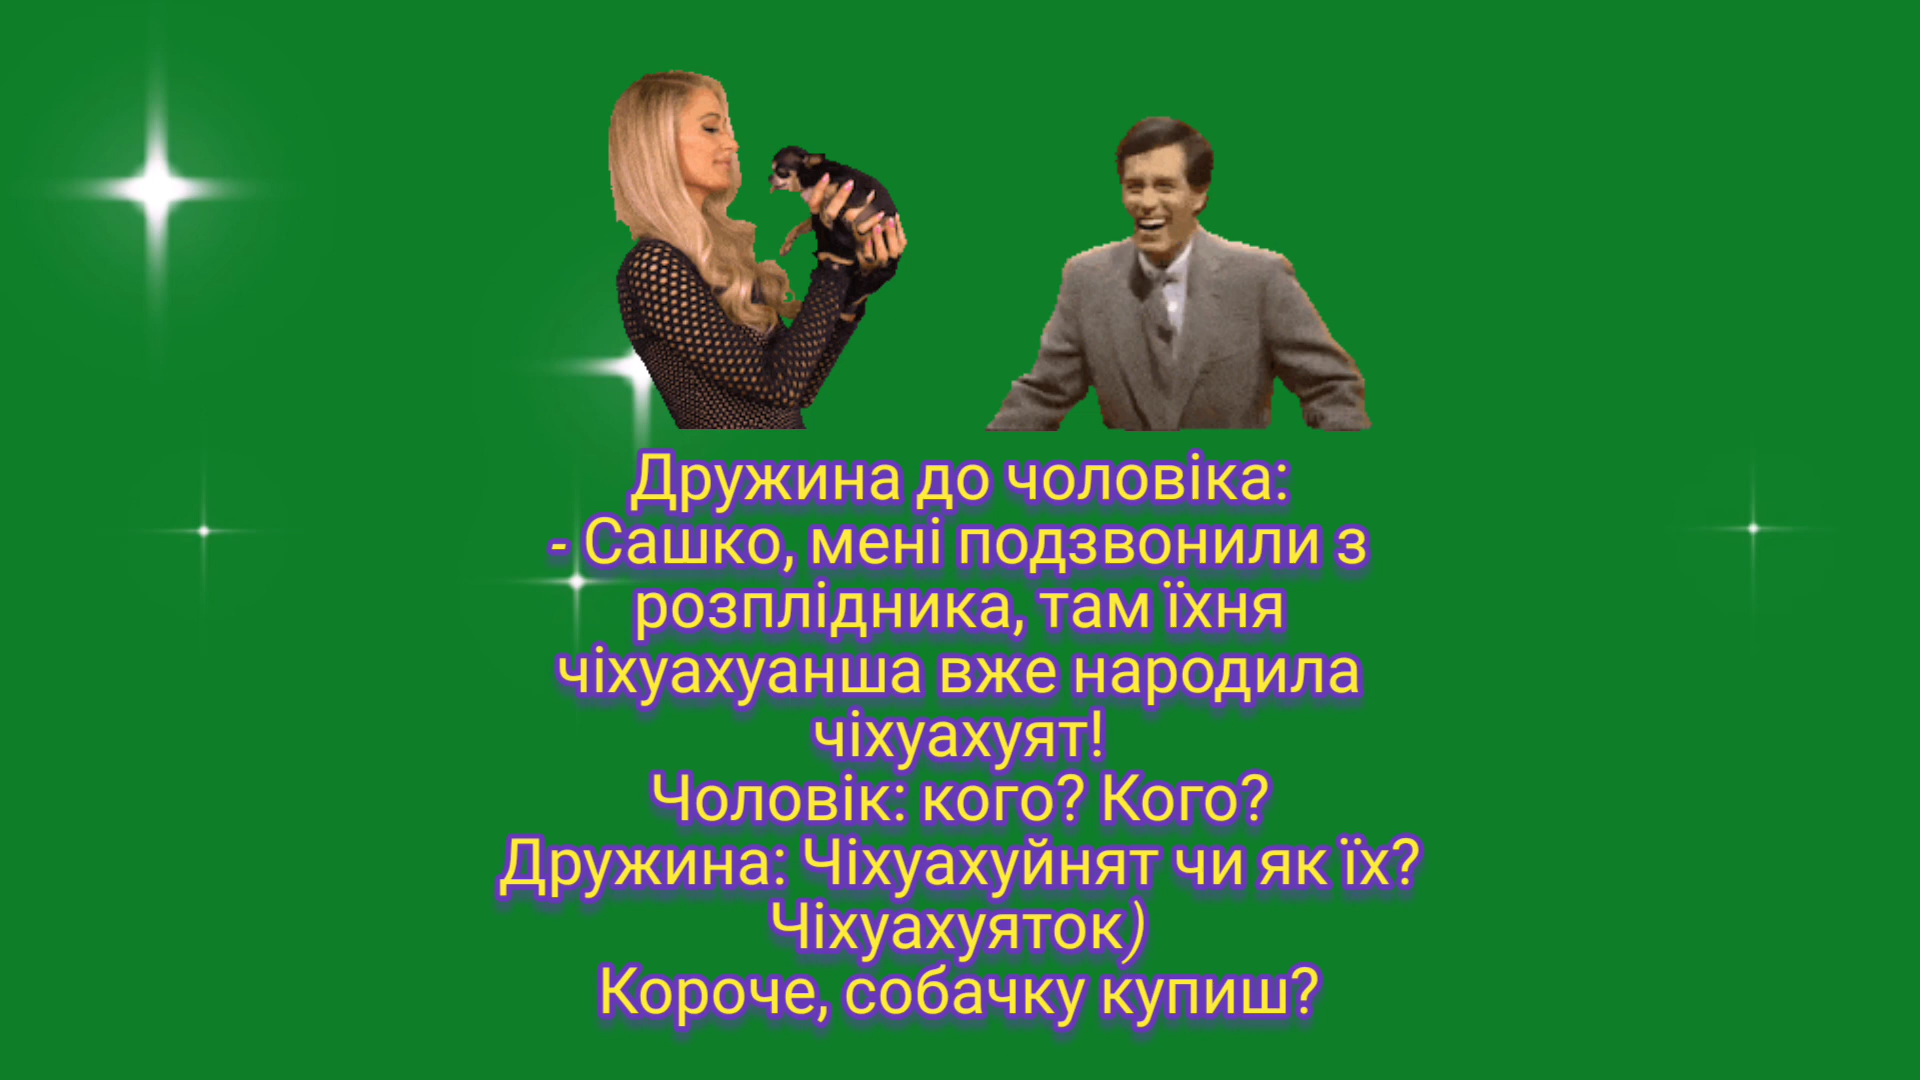 Дружина до чоловіка:
- Сашко, мені подзвонили з
розплідника, там їхня
чіхуахуанша вже народила
чіхуахуят!
Чоловік: кого? Кого?
Дружина: Чіхуахуйнят чи як їх?
Чіхуахуяток)
Короче, собачку купиш?